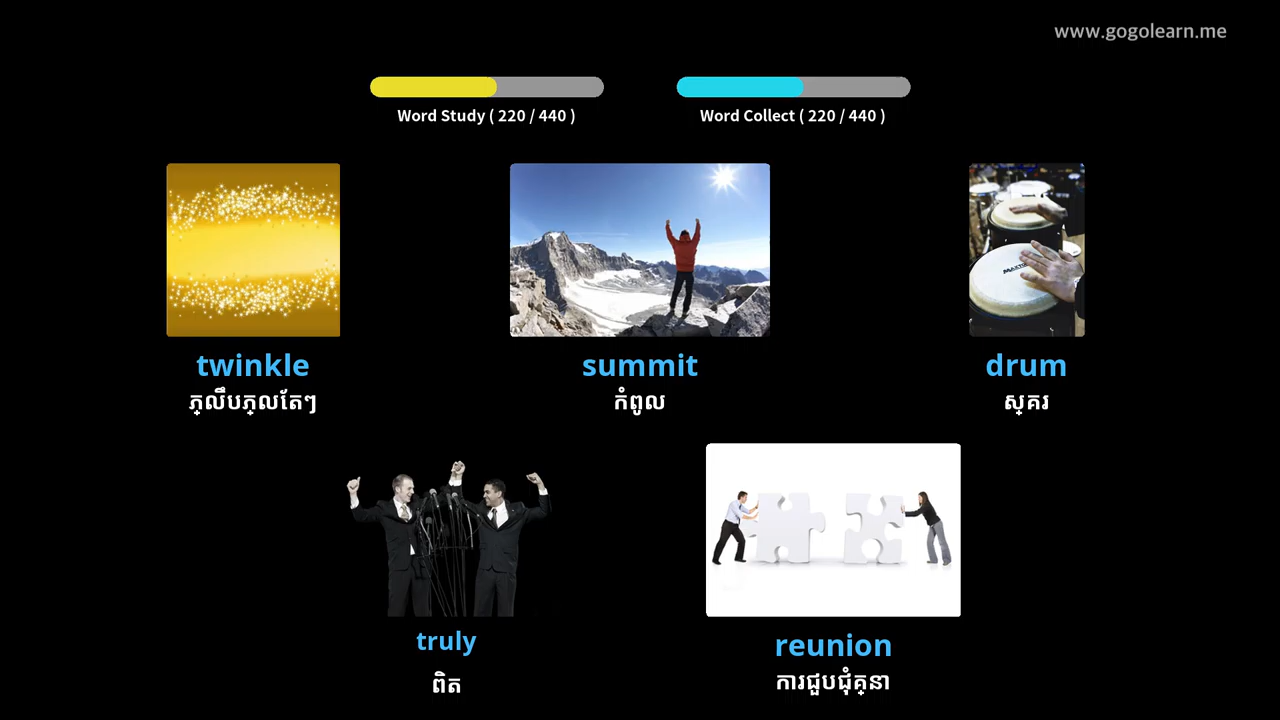 www.gogolearn.me
Word Study ( 220 / 440 )
Word Collect ( 220 / 440 )
twinkle
ភ្លឹបភ្លតែៗ
summit
កំពូល
drum
ស្គរ
truly
ពិត
reunion
ការជួបជុំគ្នា